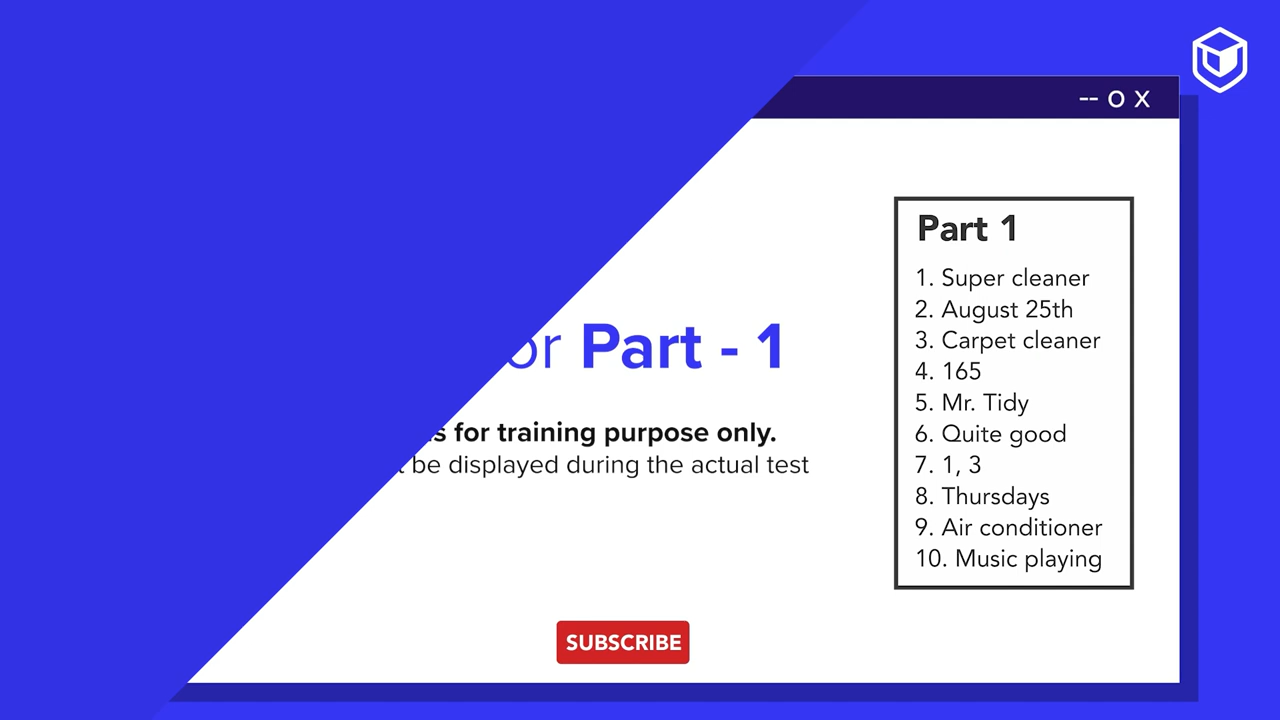 -- O X
Part 1
1. Super cleaner
2. August 25th
3. Carpet cleaner
4. 165
5. Mr. Tidy
6. Quite good
7. 1, 3
8. Thursdays
9. Air conditioner
10. Music playing
Part - 1
for training purpose only.
be displayed during the actual test
SUBSCRIBE